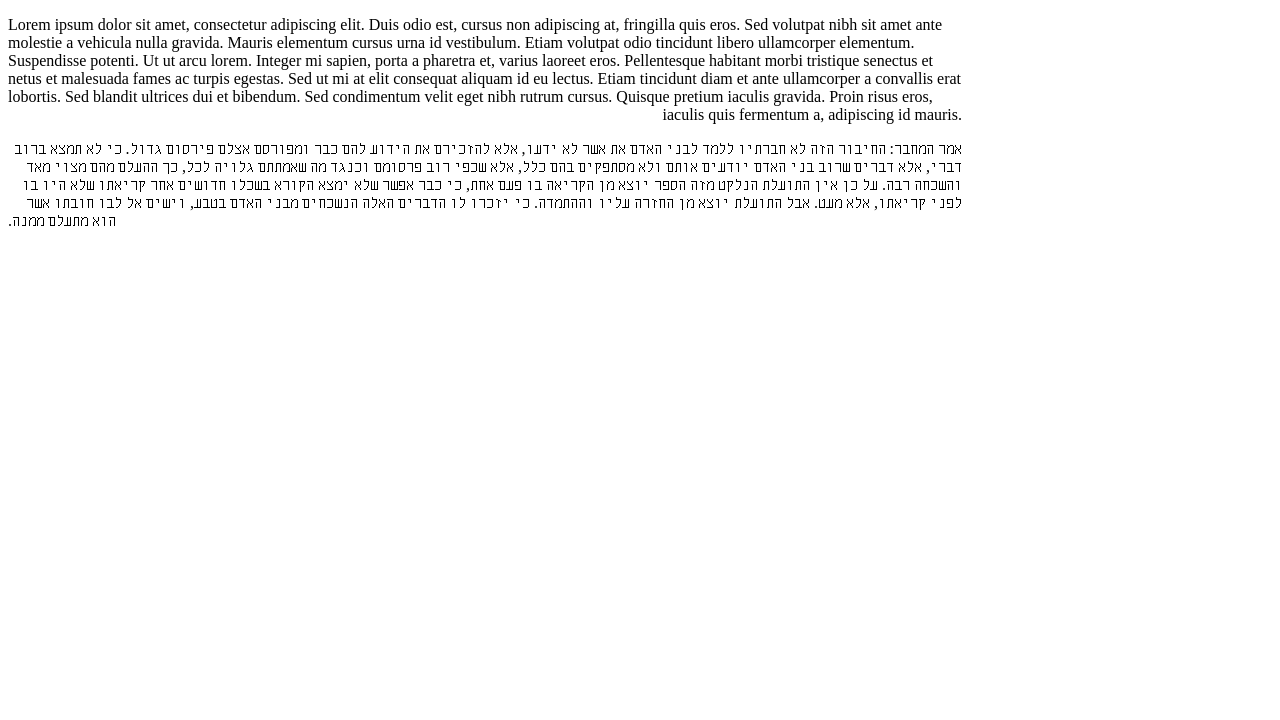 Lorem ipsum dolor sit amet, consectetur adipiscing elit. Duis odio est, cursus non adipiscing at, fringilla quis eros. Sed volutpat nibh sit amet ante
molestie a vehicula nulla gravida. Mauris elementum cursus urna id vestibulum. Etiam volutpat odio tincidunt libero ullamcorper elementum.
Suspendisse potenti. Ut ut arcu lorem. Integer mi sapien, porta a pharetra et, varius laoreet eros. Pellentesque habitant morbi tristique senectus et
netus et malesuada fames ac turpis egestas. Sed ut mi at elit consequat aliquam id eu lectus. Etiam tincidunt diam et ante ullamcorper a convallis erat
lobortis. Sed blandit ultrices dui et bibendum. Sed condimentum velit eget nibh rutrum cursus. Quisque pretium iaculis gravida. Proin risus eros,
iaculis quis fermentum a, adipiscing id mauris.
אמר המחבר: החיבור הזה לא חברתיו ללמד לבני האדם את אשר לא ידעו, אלא להזכירם את הידוע להם כבר ומפורסם אצלם פירסום גדול. כי לא תמצא ברוב
דברי, אלא דברים שרוב בני האדם יודעים אותם ולא מסתפקים בהם כלל, אלא שכפי רוב פרסומם וכנגד מה שאמתתם גלויה לכל, כך ההעלם מהם מצוי מאד
והשכחה רבה. על כן אין התועלת הנלקט מזה הספר יוצא מן הקריאה בו פעם אחת, כי כבר אפשר שלא ימצא הקורא בשכלו חדושים אחר קריאתו שלא היו בו
לפני קריאתו, אלא מעט. אבל התועלת יוצא מן החזרה עליו וההתמדה. כי יזכרו לו הדברים האלה הנשכחים מבני האדם בטבע, וישים אל לבו חובתו אשר
הוא מתעלם ממנה.